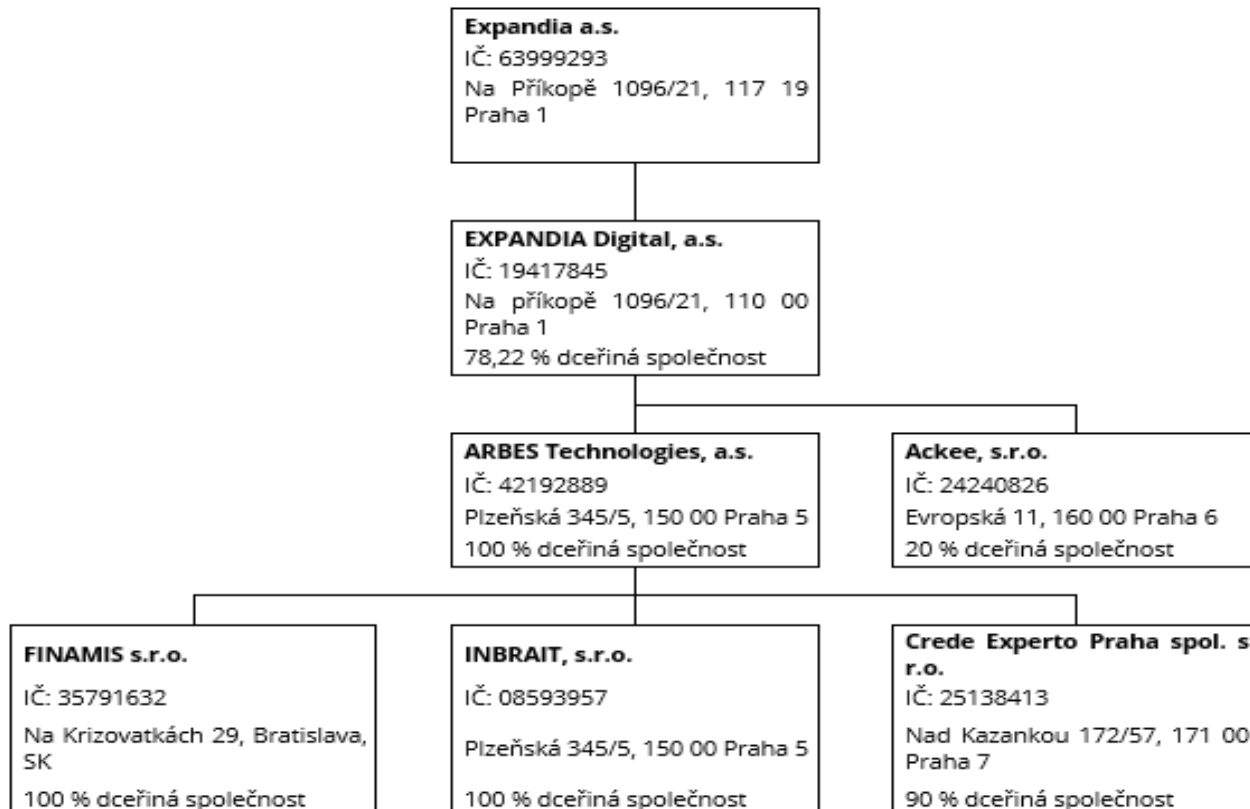 Expandia a.s.
IČ: 63999293
Na Příkopě 1096/21, 117 19
Praha 1
EXPANDIA Digital, a.s.
IČ: 19417845
Na příkopě 1096/21, 110 00
Praha 1
78,22 % dceřiná společnost
ARBES Technologies, a.s.
IČ: 42192889
Plzeňská 345/5, 150 00 Praha 5
100 % dceřiná společnost
Ackee, s.r.o.
IČ: 24240826
Evropská 11, 160 00 Praha 6
20 % dceřiná společnost
FINAMIS s.r.o.
IČ: 35791632
Na Krizovatkách 29, Bratislava,
SK
100 % dceřiná společnost
INBRAIT, s.r.o.
IČ: 08593957
Plzeňská 345/5, 150 00 Praha 5
100 % dceřiná společnost
Crede Experto Praha spol. s
r.o.
IČ: 25138413
Nad Kazankou 172/57, 171 00
Praha 7
90 % dceřiná společnost